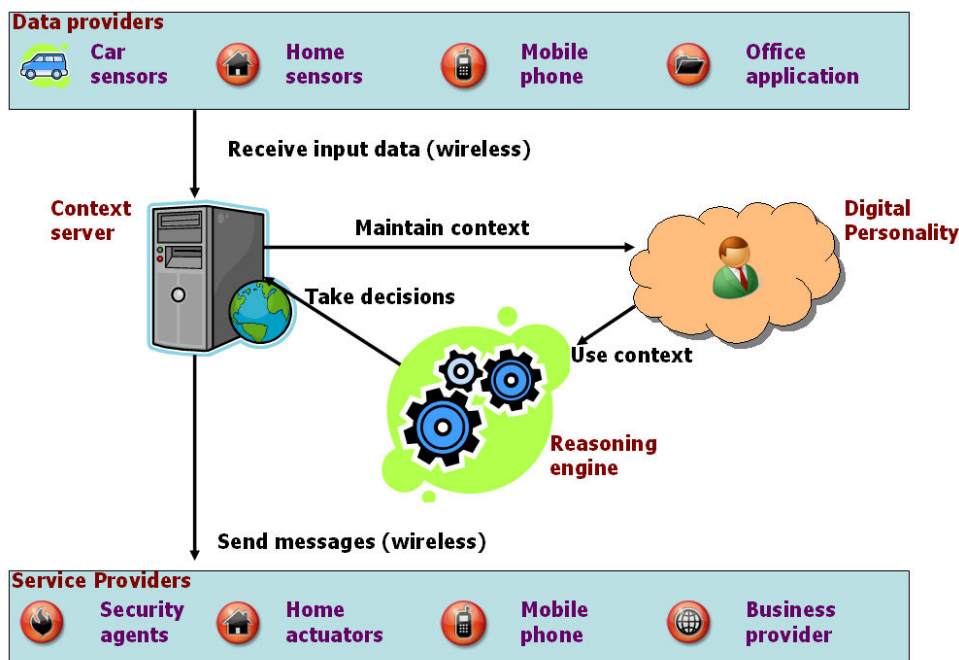 Data providers
Car
sensors
Home
sensors
Mobile
phone
Office
application
Receive input data (wireless)
Context
server
Maintain context
Digital
Personality
Take decisions
Use context
Reasoning
engine
Send messages (wireless)
Service Providers
Security
agents
Home
actuators
Mobile
phone
Business
provider